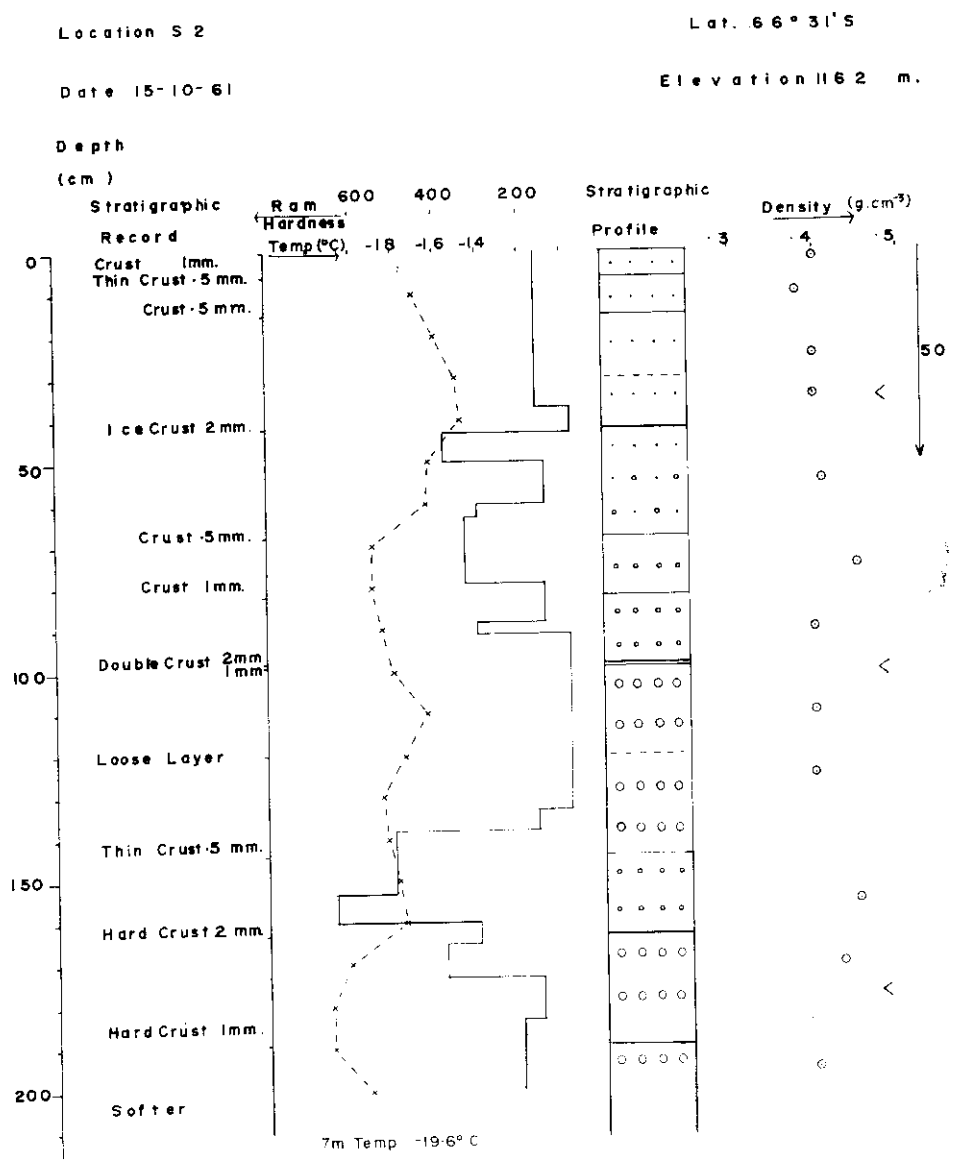 Location S 2
Lat. 66° 31' S
Date 15-10-61
Elevation 1162 m.
Depth
(cm)
600 400 200
Stratigraphic Record
Ram Hardness
Temp (°C) -18 -1,6 -1,4
Stratigraphic Profile
Density (g.cm⁻³)
·3 ·4, ·5,
0
Crust 1mm.
Thin Crust ·5 mm.
Crust ·5 mm.
50
Ice Crust 2 mm.
<
50
Crust ·5mm.
Crust 1mm.
Double Crust 2mm
1mm
<
100
Loose Layer
Thin Crust ·5 mm.
150
Hard Crust 2 mm.
<
Hard Crust 1mm.
200
Softer
7m Temp -19·6° C